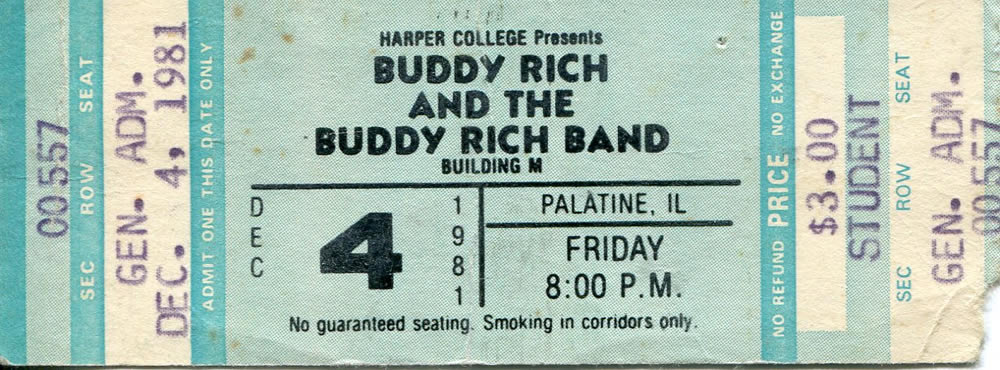 00557
SEC ROW SEAT
GEN. ADM.
DEC. 4, 1981
ADMIT ONE THIS DATE ONLY
HARPER COLLEGE Presents
BUDDY RICH
AND THE
BUDDY RICH BAND
BUILDING M
DEC
4
1981
PALATINE, IL
FRIDAY
8:00 P.M.
No guaranteed seating. Smoking in corridors only.
NO REFUND PRICE NO EXCHANGE
$3.00
STUDENT
SEC ROW SEAT
GEN. ADM.
00557